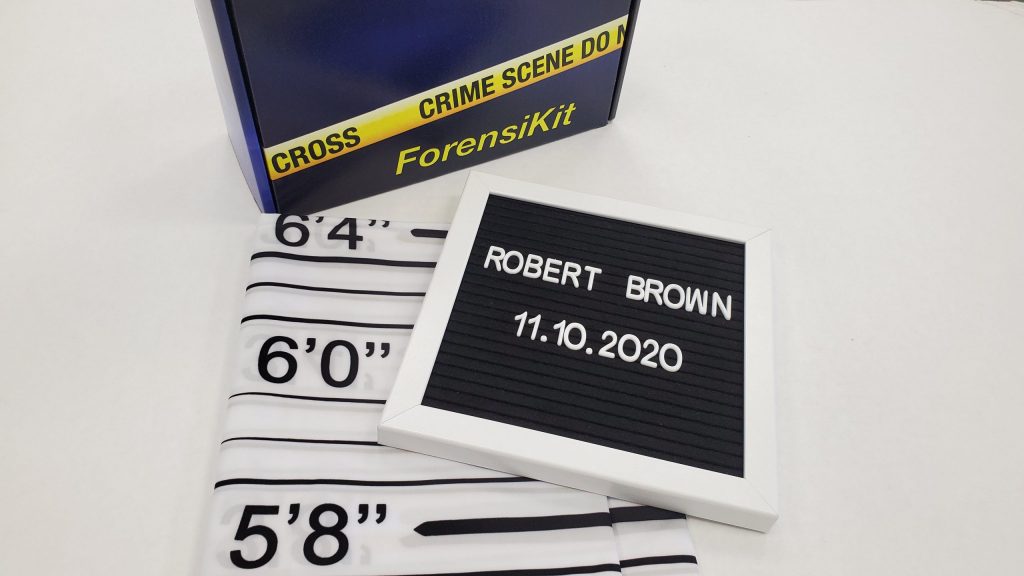 CROSS CRIME SCENE DO N
ForensiKit
6’4”
6’0”
5’8”
ROBERT BROWN
11.10.2020